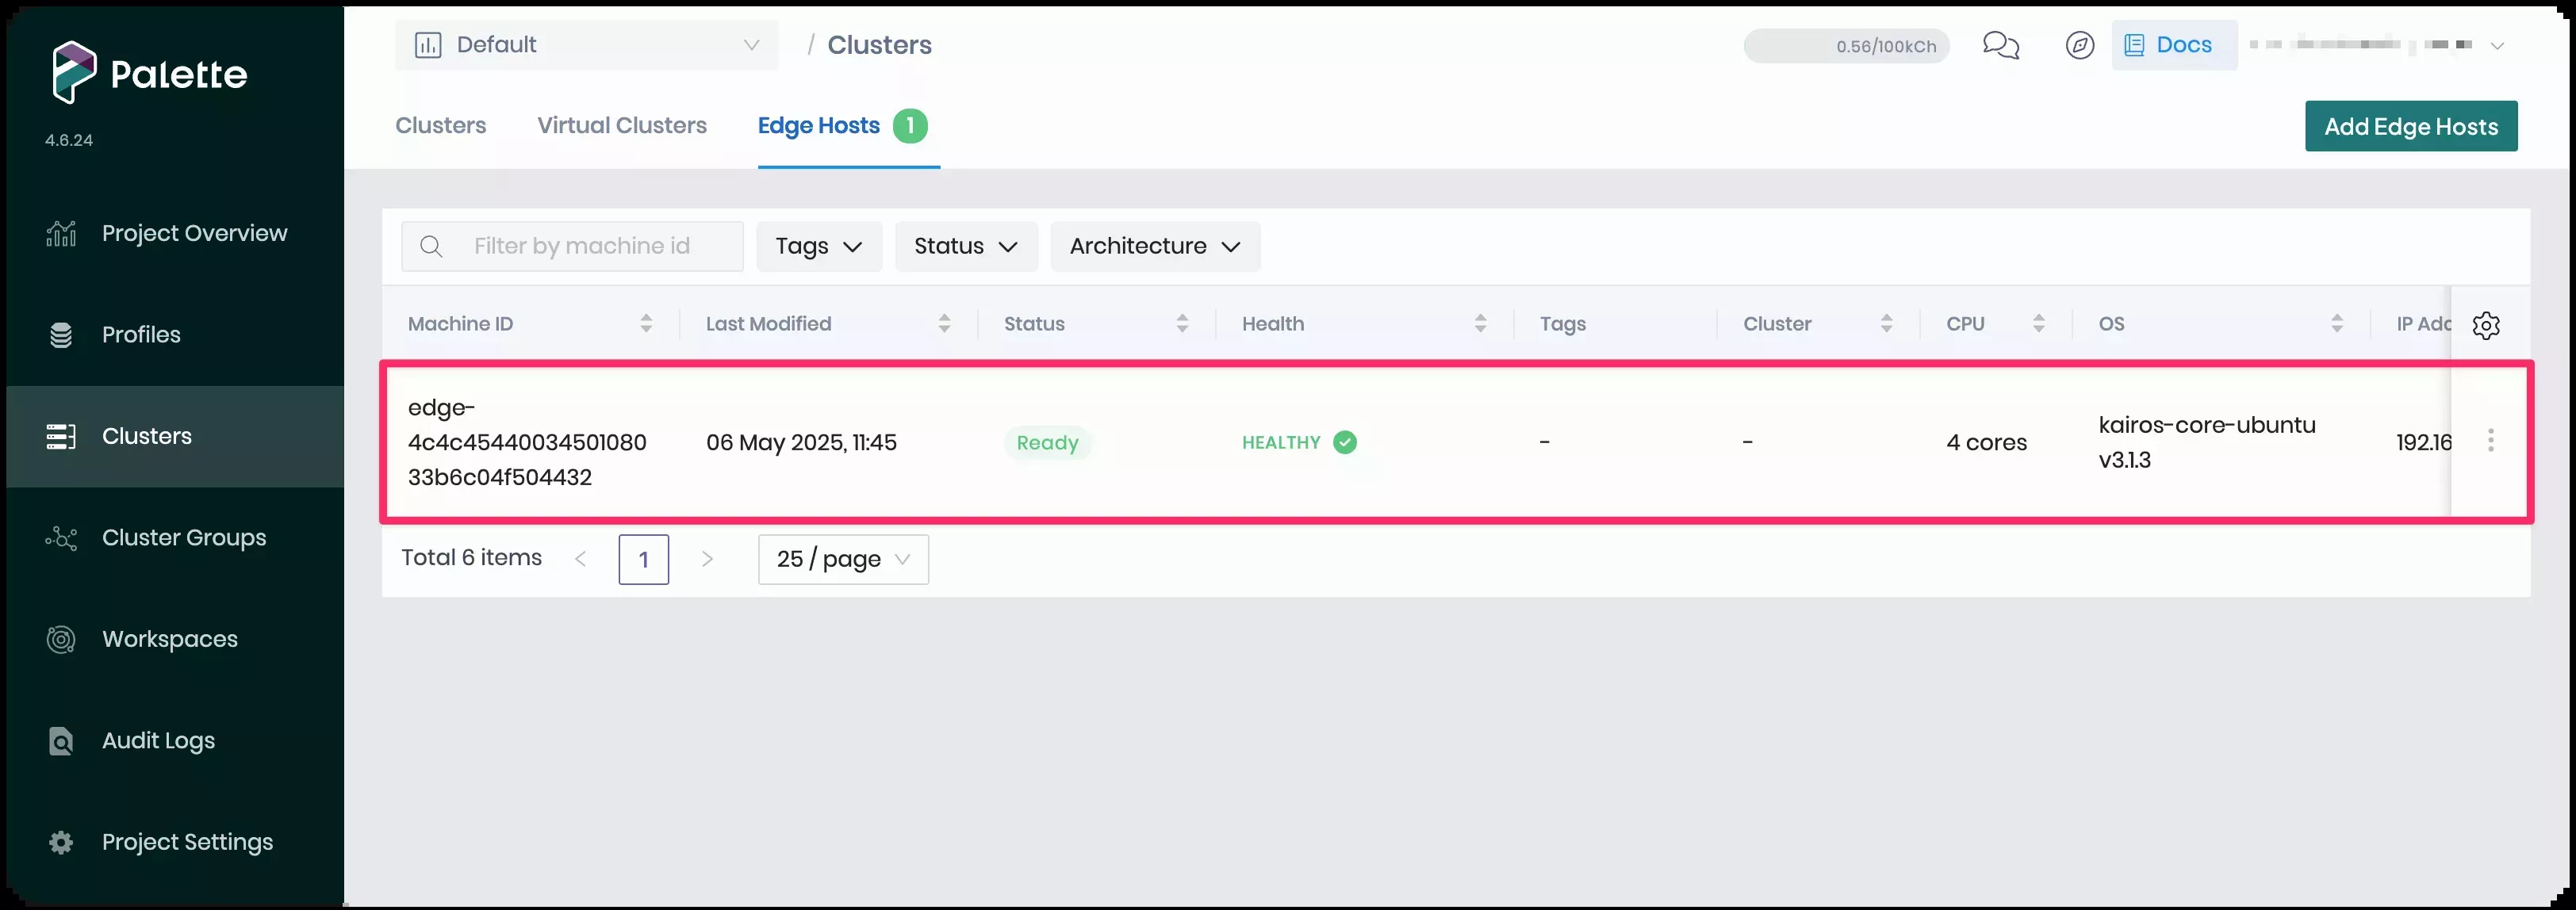 Palette
4.6.24
Project Overview
Profiles
Clusters
Cluster Groups
Workspaces
Audit Logs
Project Settings
Default
/ Clusters
0.56/100kCh
Docs
Clusters
Virtual Clusters
Edge Hosts 1
Add Edge Hosts
Filter by machine id
Tags
Status
Architecture
Machine ID
Last Modified
Status
Health
Tags
Cluster
CPU
OS
IP Add
edge-
4c4c45440034501080
33b6c04f504432
06 May 2025, 11:45
Ready
HEALTHY
-
-
4 cores
kairos-core-ubuntu
v3.1.3
192.16
Total 6 items
1
25 / page